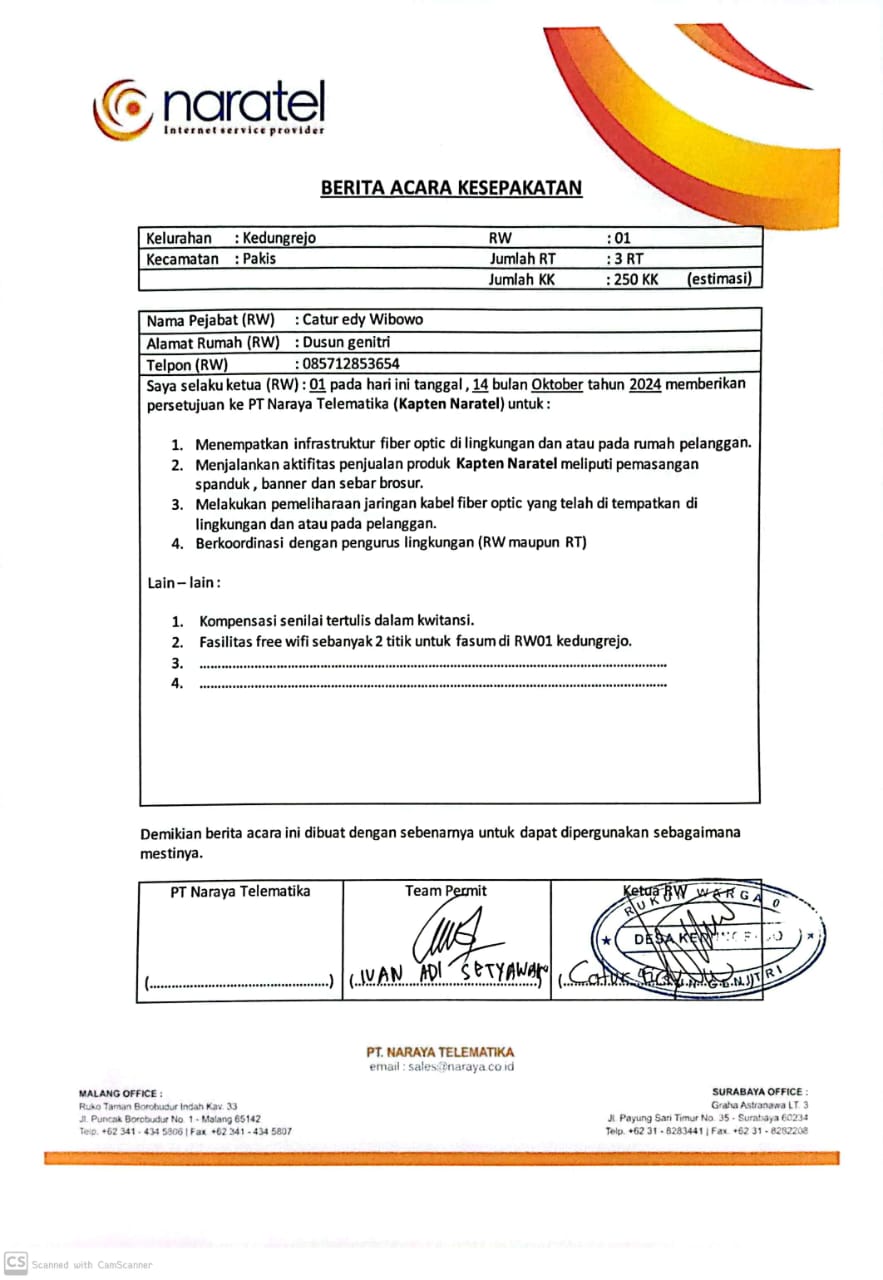 naratel
Internet service provider
BERITA ACARA KESEPAKATAN
Kelurahan : Kedungrejo RW : 01
Kecamatan : Pakis Jumlah RT : 3 RT
Jumlah KK : 250 KK (estimasi)
Nama Pejabat (RW) : Catur edy Wibowo
Alamat Rumah (RW) : Dusun genitri
Telpon (RW) : 085712853654
Saya selaku ketua (RW) : 01 pada hari ini tanggal , 14 bulan Oktober tahun 2024 memberikan
persetujuan ke PT Naraya Telematika (Kapten Naratel) untuk :
1. Menempatkan infrastruktur fiber optic di lingkungan dan atau pada rumah pelanggan.
2. Menjalankan aktifitas penjualan produk Kapten Naratel meliputi pemasangan
spanduk , banner dan sebar brosur.
3. Melakukan pemeliharaan jaringan kabel fiber optic yang telah di tempatkan di
lingkungan dan atau pada pelanggan.
4. Berkoordinasi dengan pengurus lingkungan (RW maupun RT)
Lain – lain :
1. Kompensasi senilai tertulis dalam kwitansi.
2. Fasilitas free wifi sebanyak 2 titik untuk fasum di RW01 kedungrejo.
3. ..........
4. ..........
Demikian berita acara ini dibuat dengan sebenarnya untuk dapat dipergunakan sebagaimana
mestinya.
PT Naraya Telematika Team Permit Ketua RW
RUKUN WARGA 0
DESA
GENITRI
(..........) (IVAN ADI SETYAWAN) (Catur
PT. NARAYA TELEMATIKA
email : sales@naraya.co.id
MALANG OFFICE :
Ruko Taman Borobudur Indah Kav. 33
Jl. Puncak Borobudur No. 1 - Malang 65142
Telp. +62 341 - 434 5806 | Fax. +62 341 - 434 5807
SURABAYA OFFICE :
Graha Astranawa LT. 3
Jl. Payung Sari Timur No. 35 - Surabaya 60234
Telp. +62 31 - 8283441 | Fax. +62 31 - 8282208
CS Scanned with CamScanner